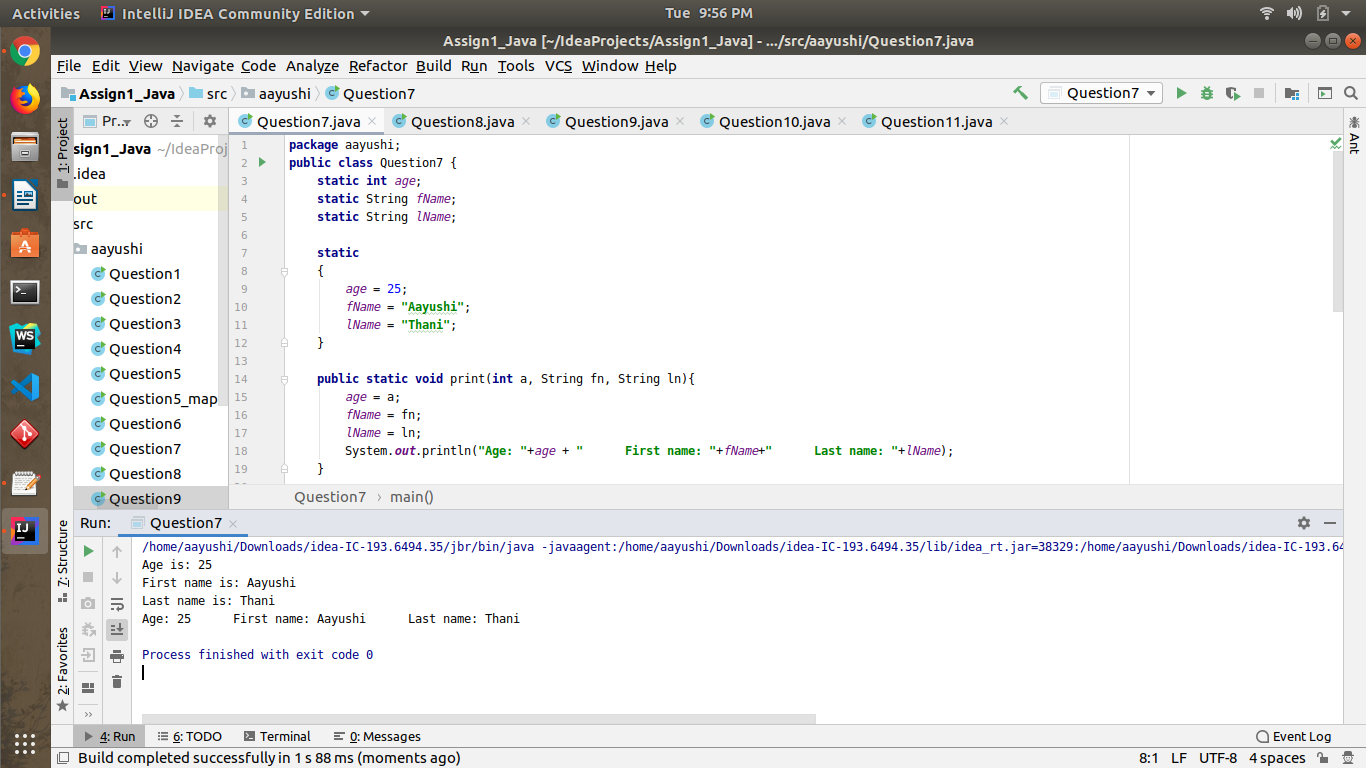 Activities IntelliJ IDEA Community Edition Tue 9:56 PM
Assign1_Java [~/IdeaProjects/Assign1_Java] - .../src/aayushi/Question7.java
File Edit View Navigate Code Analyze Refactor Build Run Tools VCS Window Help
Assign1_Java src aayushi Question7 Question7
1: Project Pr... Question7.java Question8.java Question9.java Question10.java Question11.java Ant
sign1_Java ~/IdeaProj
.idea
out
src
aayushi
Question1
Question2
Question3
Question4
Question5
Question5_map
Question6
Question7
Question8
Question9
1 package aayushi;
2 public class Question7 {
3 static int age;
4 static String fName;
5 static String lName;
6
7 static
8 {
9 age = 25;
10 fName = "Aayushi";
11 lName = "Thani";
12 }
13
14 public static void print(int a, String fn, String ln){
15 age = a;
16 fName = fn;
17 lName = ln;
18 System.out.println("Age: "+age + "      First name: "+fName+"      Last name: "+lName);
19 }
Question7 › main()
Run: Question7
7: Structure
2: Favorites
/home/aayushi/Downloads/idea-IC-193.6494.35/jbr/bin/java -javaagent:/home/aayushi/Downloads/idea-IC-193.6494.35/lib/idea_rt.jar=38329:/home/aayushi/Downloads/idea-IC-193.64
Age is: 25
First name is: Aayushi
Last name is: Thani
Age: 25      First name: Aayushi      Last name: Thani
Process finished with exit code 0
4: Run 6: TODO Terminal 0: Messages Event Log
Build completed successfully in 1 s 88 ms (moments ago) 8:1 LF UTF-8 4 spaces